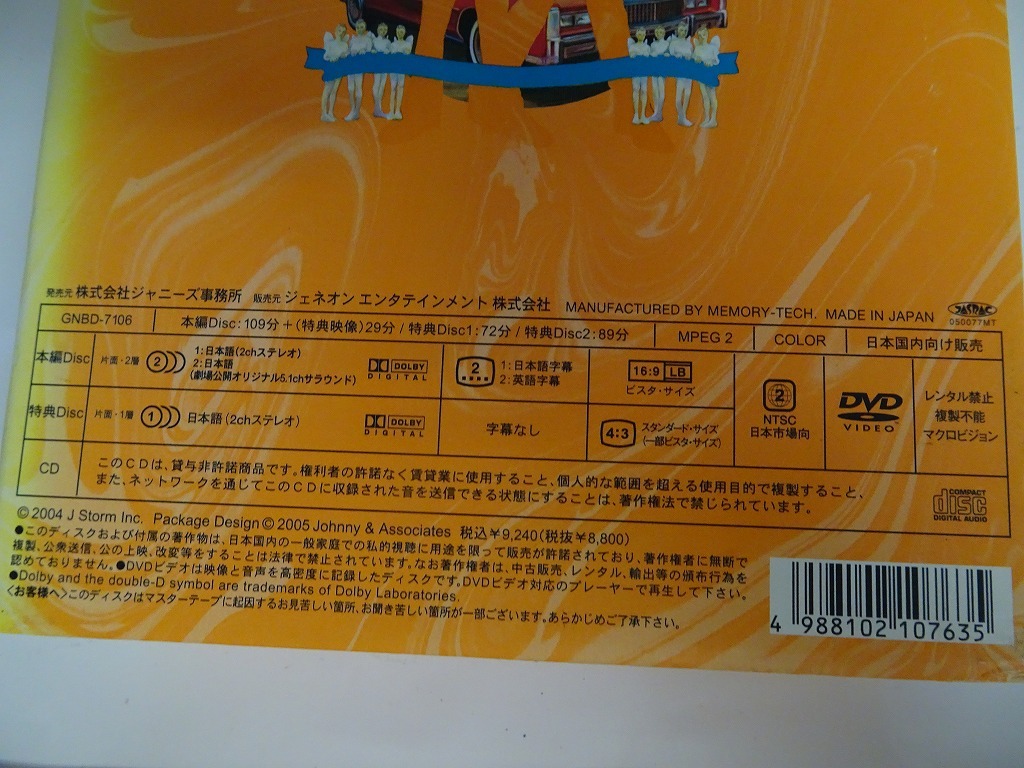 発売元 株式会社ジャニーズ事務所 販売元 ジェネオン エンタテインメント 株式会社 MANUFACTURED BY MEMORY-TECH. MADE IN JAPAN
JASRAC
050077MT
GNBD-7106 本編Disc:109分+(特典映像)29分 / 特典Disc1:72分 / 特典Disc2:89分 MPEG 2 COLOR 日本国内向け販売
本編Disc 片面・2層 2 1:日本語(2chステレオ)
2:日本語
(劇場公開オリジナル5.1chサラウンド)
DOLBY
DIGITAL
2 1:日本語字幕
2:英語字幕
16:9 LB
ビスタ・サイズ
特典Disc 片面・1層 1 日本語(2chステレオ)
DOLBY
DIGITAL
字幕なし
4:3 スタンダード・サイズ
(一部ビスタ・サイズ)
2
NTSC
日本市場向
DVD
VIDEO
レンタル禁止
複製不能
マクロビジョン
CD このCDは、貸与非許諾商品です。権利者の許諾なく賃貸業に使用すること、個人的な範囲を超える使用目的で複製すること、
また、ネットワークを通じてこのCDに収録された音を送信できる状態にすることは、著作権法で禁じられています。
COMPACT
disc
DIGITAL AUDIO
©2004 J Storm Inc. Package Design©2005 Johnny & Associates 税込¥9,240(税抜¥8,800)
●このディスクおよび付属の著作物は、日本国内の一般家庭での私的視聴に用途を限って販売が許諾されており、著作権者に無断で
複製、公衆送信、公の上映、改変等をすることは法律で禁止されています。なお著作権者は、中古販売、レンタル、輸出等の頒布行為を
認めておりません。●DVDビデオは映像と音声を高密度に記録したディスクです。DVDビデオ対応のプレーヤーで再生して下さい。
●Dolby and the double-D symbol are trademarks of Dolby Laboratories.
<お客様へ>このディスクはマスターテープに起因するお見苦しい箇所、お聞き苦しい箇所が一部ございます。あらかじめご了承下さい。
4 988102 107635